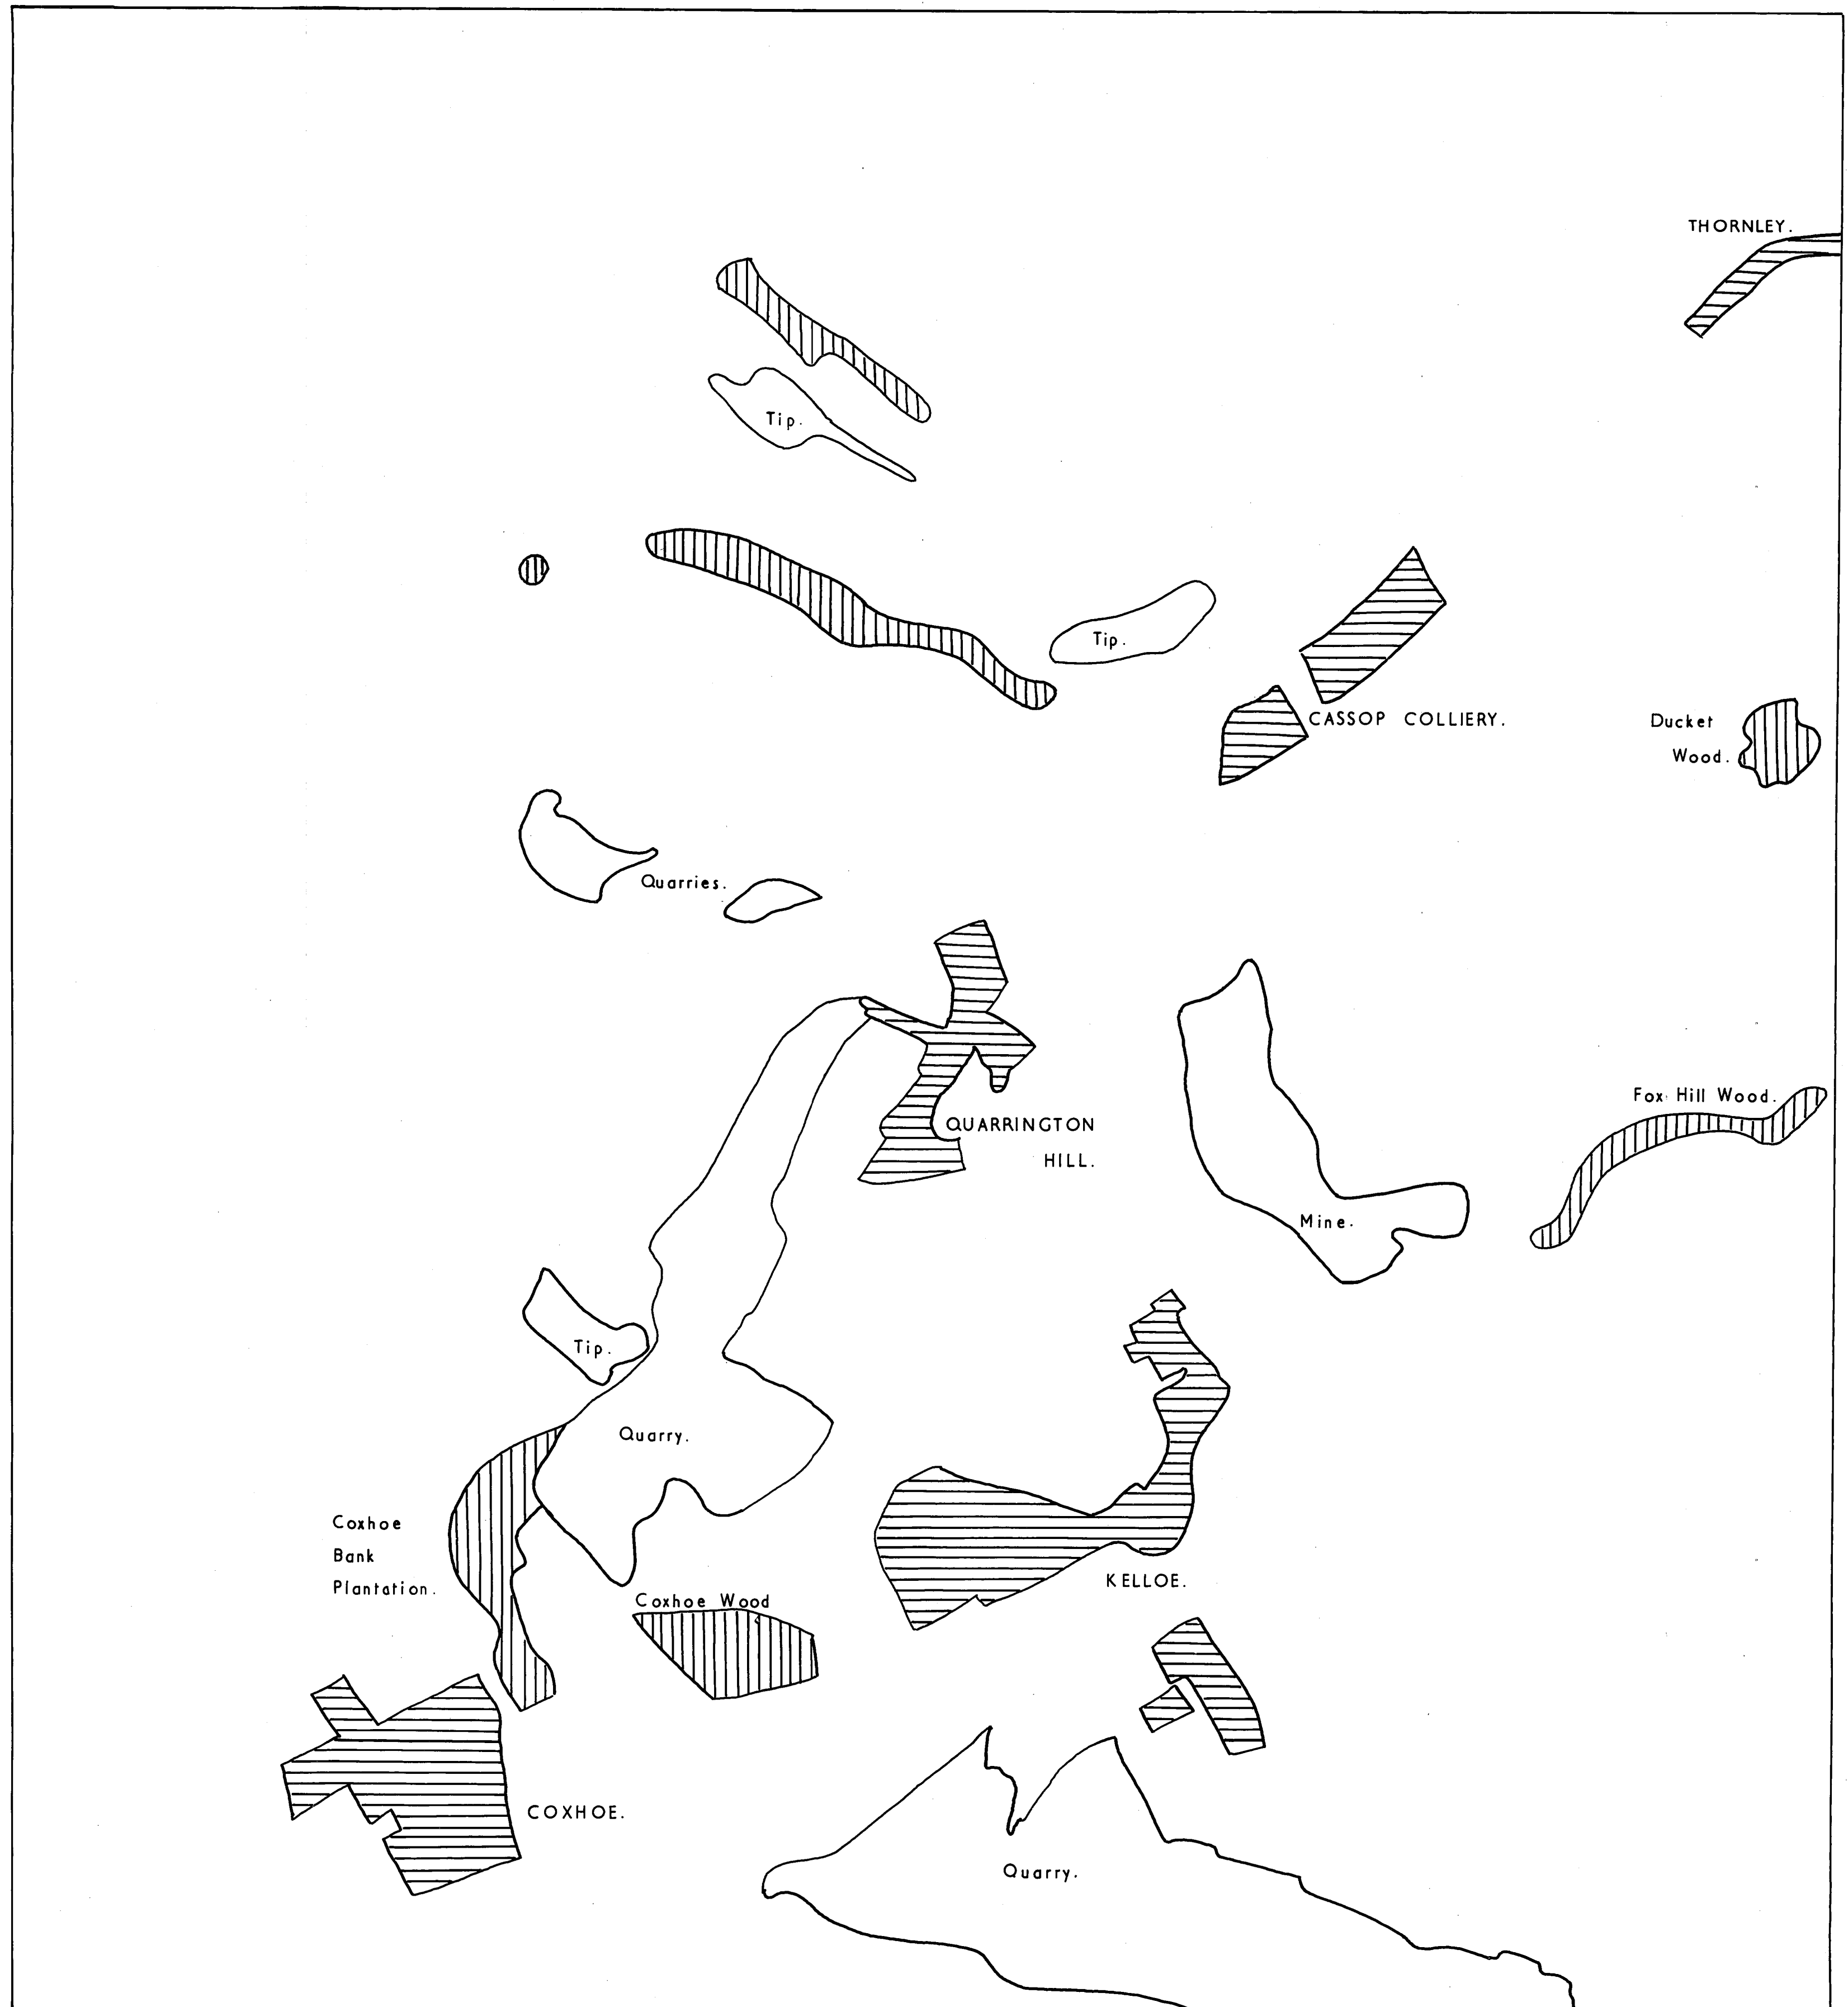 THORNLEY.
Tip.
Tip.
CASSOP COLLIERY.
Ducket
Wood.
Quarries.
Fox Hill Wood.
QUARRINGTON
HILL.
Mine.
Tip.
Quarry.
Coxhoe
Bank
Plantation.
KELLOE.
Coxhoe Wood
COXHOE.
Quarry.